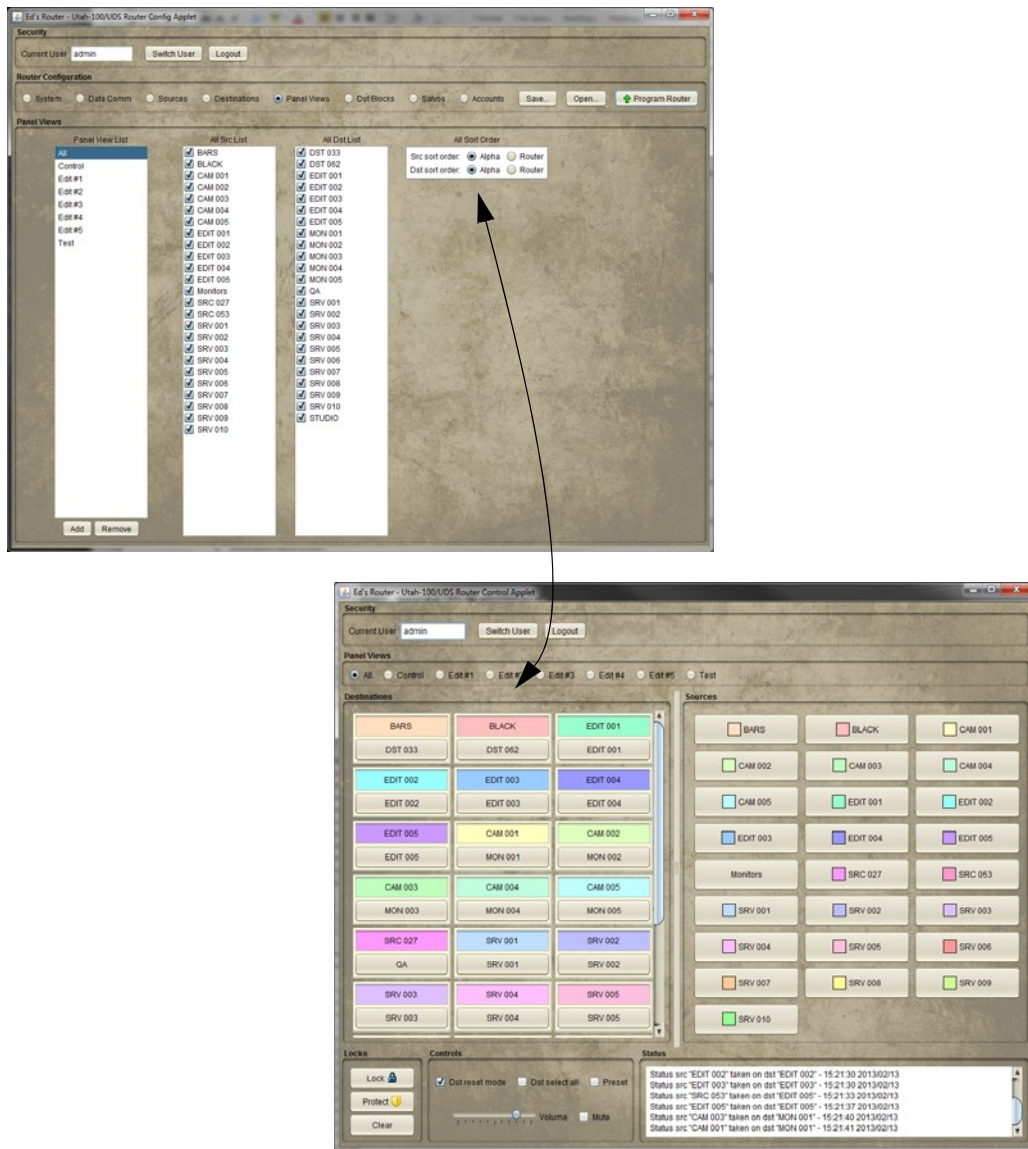 Ed's Router - Utah-100/UDS Router Config Applet
Security
Current User admin Switch User Logout
Router Configuration
System Data Comm Sources Destinations Panel Views Dst Blocks Salvos Accounts Save... Open... Program Router
Panel Views
Panel View List All Src List All Dst List All Sort Order
All BARS DST 033 Src sort order: Alpha Router
Control BLACK DST 062 Dst sort order: Alpha Router
Edit #1 CAM 001 EDIT 001
Edit #2 CAM 002 EDIT 002
Edit #3 CAM 003 EDIT 003
Edit #4 CAM 004 EDIT 004
Edit #5 CAM 005 EDIT 005
Test EDIT 001 MON 001
EDIT 002 MON 002
EDIT 003 MON 003
EDIT 004 MON 004
EDIT 005 MON 005
Monitors QA
SRC 027 SRV 001
SRC 053 SRV 002
SRV 001 SRV 003
SRV 002 SRV 004
SRV 003 SRV 005
SRV 004 SRV 006
SRV 005 SRV 007
SRV 006 SRV 008
SRV 007 SRV 009
SRV 008 SRV 010
SRV 009 STUDIO
SRV 010
Add Remove
Ed's Router - Utah-100/UDS Router Control Applet
Security
Current User admin Switch User Logout
Panel Views
All Control Edit #1 Edit # Edit #3 Edit #4 Edit #5 Test
Destinations Sources
BARS BLACK EDIT 001
DST 033 DST 062 EDIT 001
EDIT 002 EDIT 003 EDIT 004
EDIT 002 EDIT 003 EDIT 004
EDIT 005 CAM 001 CAM 002
EDIT 005 MON 001 MON 002
CAM 003 CAM 004 CAM 005
MON 003 MON 004 MON 005
SRC 027 SRV 001 SRV 002
QA SRV 001 SRV 002
SRV 003 SRV 004 SRV 005
SRV 003 SRV 004 SRV 005
BARS BLACK CAM 001
CAM 002 CAM 003 CAM 004
CAM 005 EDIT 001 EDIT 002
EDIT 003 EDIT 004 EDIT 005
Monitors SRC 027 SRC 053
SRV 001 SRV 002 SRV 003
SRV 004 SRV 005 SRV 006
SRV 007 SRV 008 SRV 009
SRV 010
Locks Controls Status
Lock
Protect
Clear
Dst reset mode Dst select all Preset
Volume Mute
Status src "EDIT 002" taken on dst "EDIT 002" - 15:21:30 2013/02/13
Status src "EDIT 003" taken on dst "EDIT 003" - 15:21:30 2013/02/13
Status src "SRC 053" taken on dst "EDIT 005" - 15:21:33 2013/02/13
Status src "EDIT 005" taken on dst "EDIT 005" - 15:21:37 2013/02/13
Status src "CAM 003" taken on dst "MON 001" - 15:21:40 2013/02/13
Status src "CAM 001" taken on dst "MON 001" - 15:21:41 2013/02/13